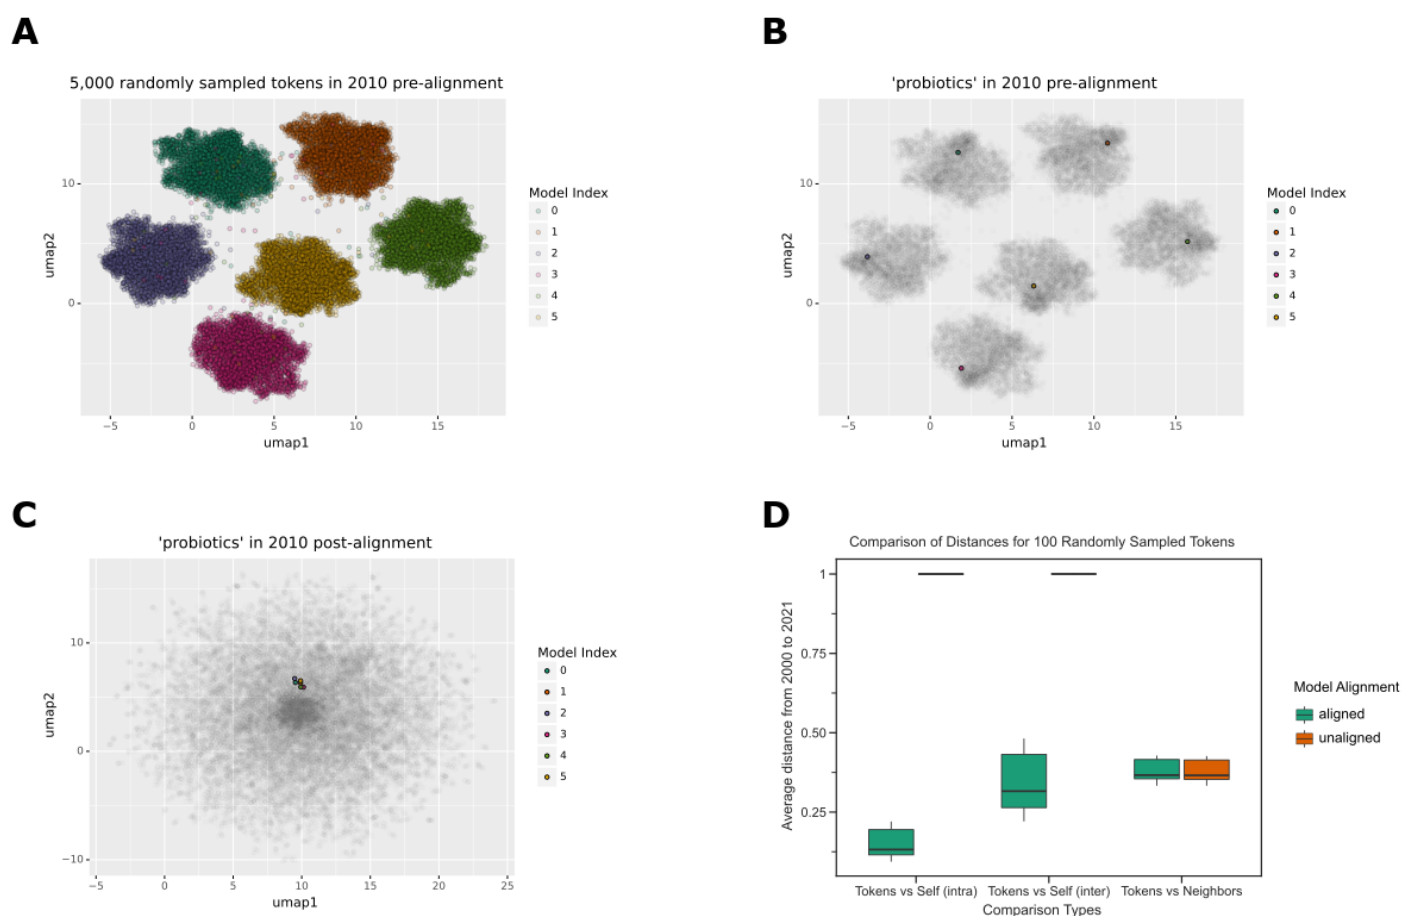 A
5,000 randomly sampled tokens in 2010 pre-alignment
10
0
umap2
−5
0
5
10
15
umap1
Model Index
0
1
2
3
4
5
B
'probiotics' in 2010 pre-alignment
10
0
umap2
−5
0
5
10
15
umap1
Model Index
0
1
2
3
4
5
C
'probiotics' in 2010 post-alignment
10
0
−10
umap2
−5
0
5
10
15
20
25
umap1
Model Index
0
1
2
3
4
5
D
Comparison of Distances for 100 Randomly Sampled Tokens
1
0.75
0.50
0.25
Average distance from 2000 to 2021
Tokens vs Self (intra)
Tokens vs Self (inter)
Tokens vs Neighbors
Comparison Types
Model Alignment
aligned
unaligned